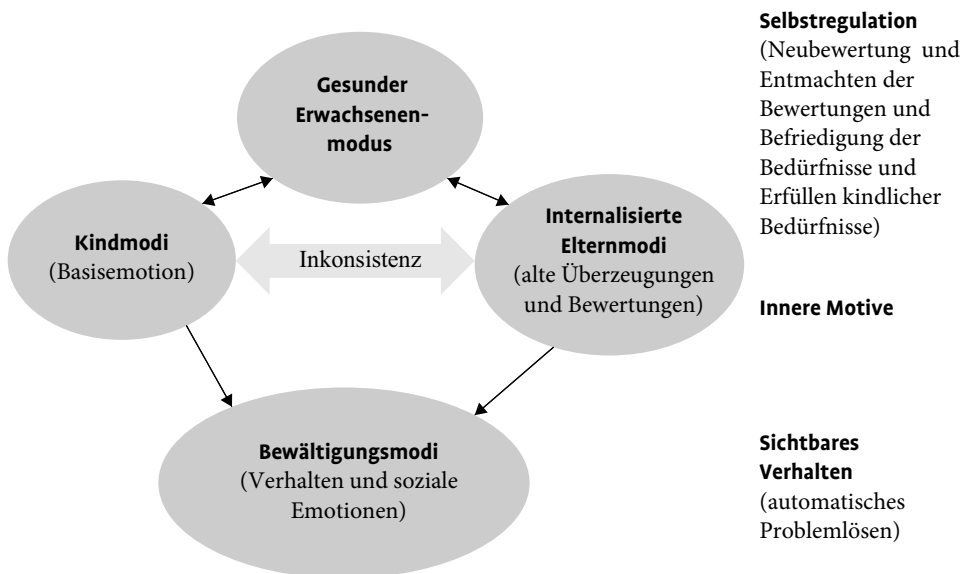 Gesunder
Erwachsenen-
modus
Kindmodi
(Basisemotion)
Inkonsistenz
Internalisierte
Elternmodi
(alte Überzeugungen
und Bewertungen)
Bewältigungsmodi
(Verhalten und soziale
Emotionen)
Selbstregulation
(Neubewertung und
Entmachten der
Bewertungen und
Befriedigung der
Bedürfnisse und
Erfüllen kindlicher
Bedürfnisse)
Innere Motive
Sichtbares
Verhalten
(automatisches
Problemlösen)